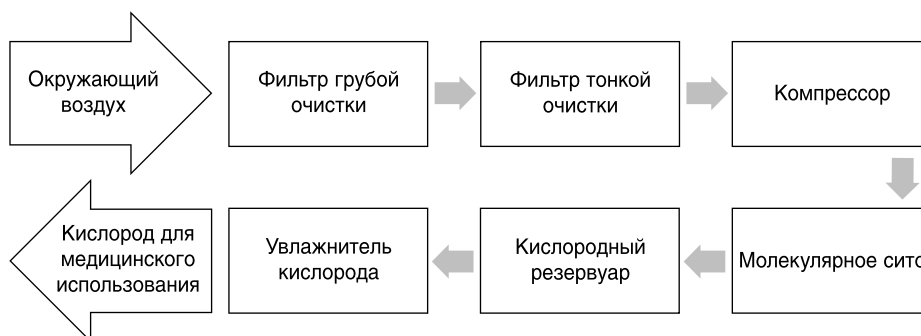 Окружающий
воздух
Фильтр грубой
очистки
Фильтр тонкой
очистки
Компрессор
Молекулярное сито
Кислородный
резервуар
Увлажнитель
кислорода
Кислород для
медицинского
использования